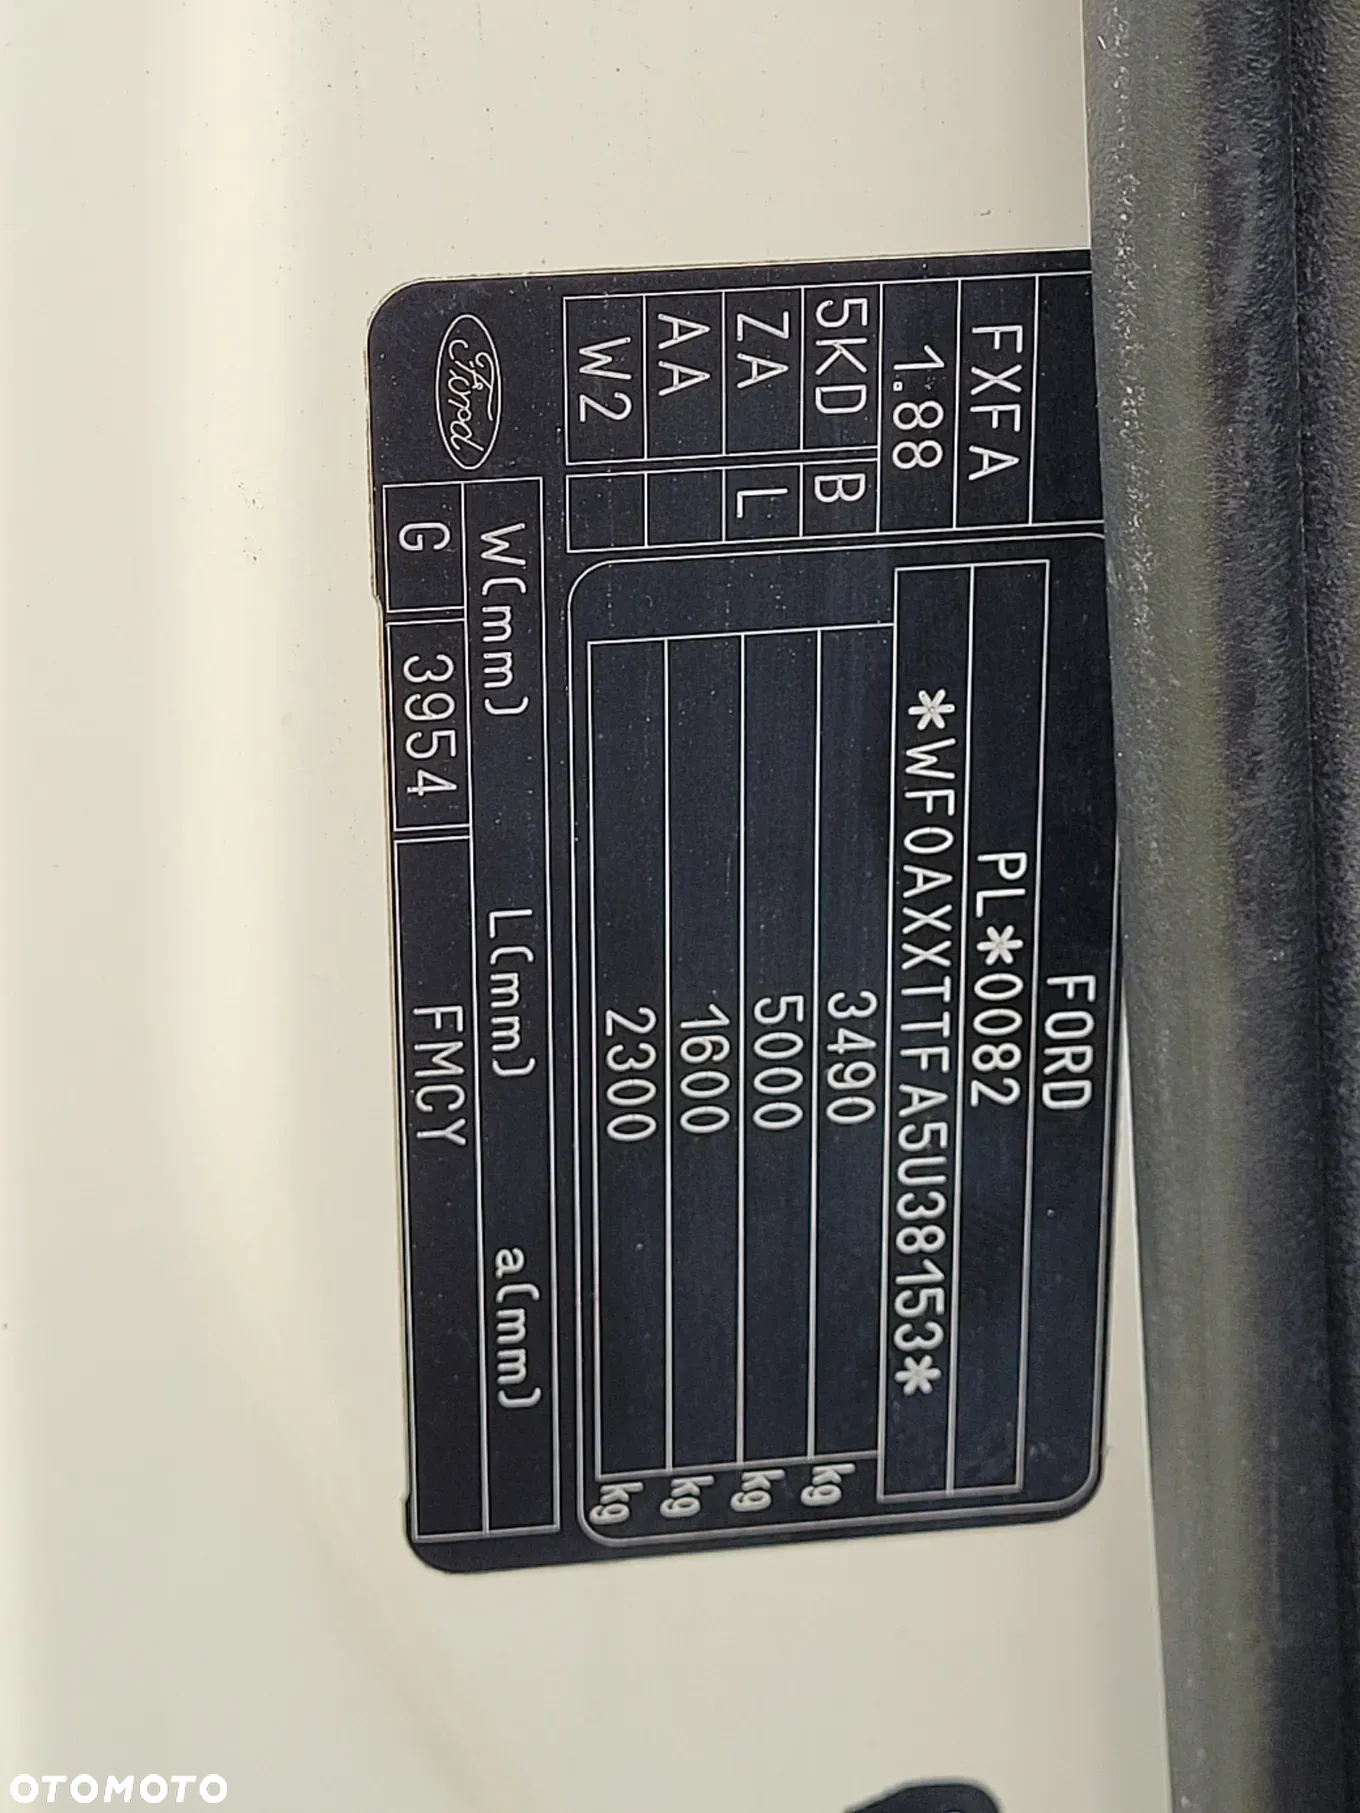 FORD
PL*0082
*WF0AXXTTFA5U38153*
3490 kg
5000 kg
1600 kg
2300 kg
FXFA
1.88
5KD B
ZA L
AA
W2
Ford
W(mm) L(mm) a(mm)
G 3954 FMCY
OTOMOTO